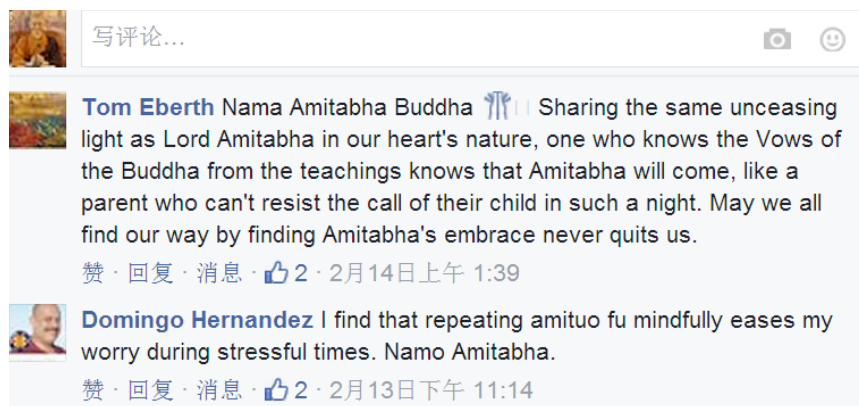 写评论...
Tom Eberth Nama Amitabha Buddha Sharing the same unceasing
light as Lord Amitabha in our heart's nature, one who knows the Vows of
the Buddha from the teachings knows that Amitabha will come, like a
parent who can't resist the call of their child in such a night. May we all
find our way by finding Amitabha's embrace never quits us.
赞 · 回复 · 消息 · 2 · 2月14日上午 1:39
Domingo Hernandez I find that repeating amituo fu mindfully eases my
worry during stressful times. Namo Amitabha.
赞 · 回复 · 消息 · 2 · 2月13日下午 11:14